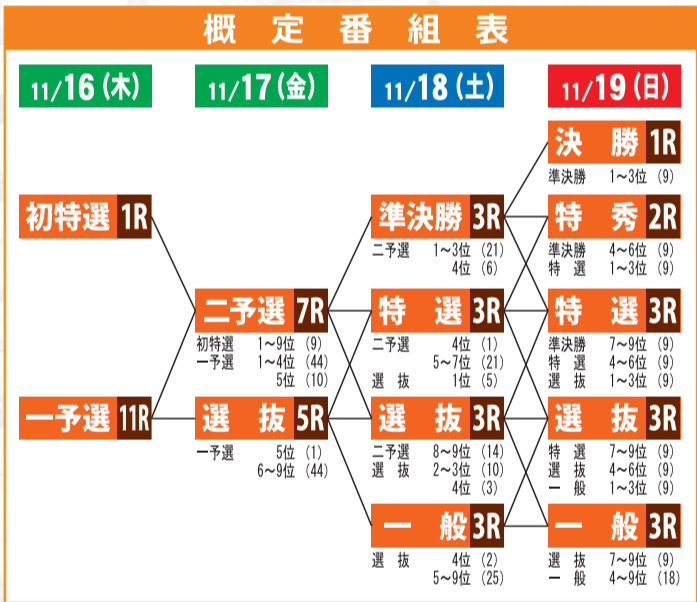 概定番組表
11/16(木)
11/17(金)
11/18(土)
11/19(日)
初特選 1R
一予選 11R
二予選 7R
初特選 1~9位 (9)
一予選 1~4位 (44)
5位 (10)
選抜 5R
一予選 5位 (1)
6~9位 (44)
準決勝 3R
二予選 1~3位 (21)
4位 (6)
特選 3R
二予選 4位 (1)
5~7位 (21)
選抜 1位 (5)
選抜 3R
二予選 8~9位 (14)
選抜 2~3位 (10)
4位 (3)
一般 3R
選抜 4位 (2)
5~9位 (25)
決勝 1R
準決勝 1~3位 (9)
特秀 2R
準決勝 4~6位 (9)
特選 1~3位 (9)
特選 3R
準決勝 7~9位 (9)
特選 4~6位 (9)
選抜 1~3位 (9)
選抜 3R
特選 7~9位 (9)
選抜 4~6位 (9)
一般 1~3位 (9)
一般 3R
選抜 7~9位 (9)
一般 4~9位 (18)